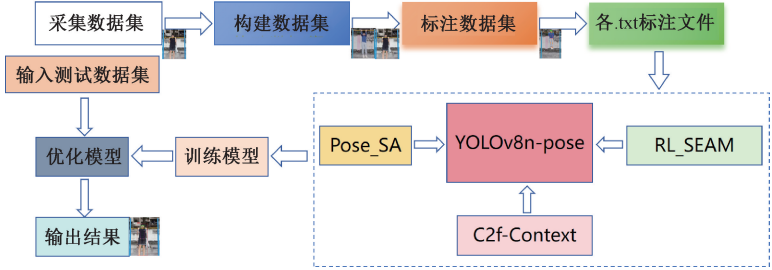 采集数据集
构建数据集
标注数据集
各.txt标注文件
输入测试数据集
优化模型
训练模型
Pose_SA
YOLOv8n-pose
RL_SEAM
C2f-Context
输出结果